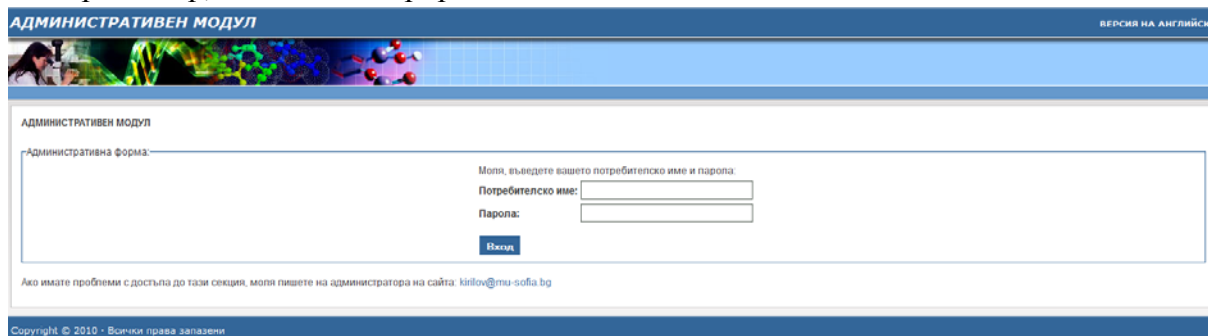 АДМИНИСТРАТИВЕН МОДУЛ
ВЕРСИЯ НА АНГЛИЙСК
АДМИНИСТРАТИВЕН МОДУЛ
Административна форма:
Моля, въведете вашето потребителско име и парола:
Потребителско име:
Парола:
Вход
Ако имате проблеми с достъпа до тази секция, моля пишете на администратора на сайта: kirilov@mu-sofia.bg
Copyright © 2010 - Всички права запазени